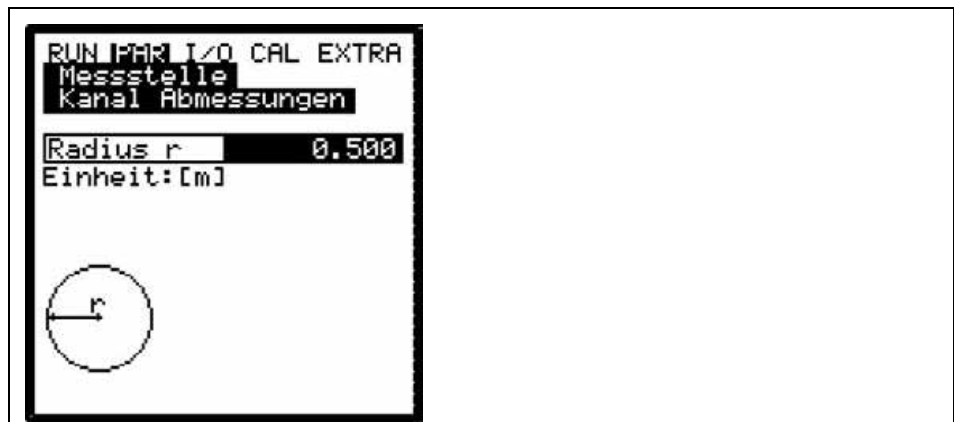 RUN PAR I/O CAL EXTRA
Messstelle
Kanal Abmessungen
Radius r 0.500
Einheit:[m]
r